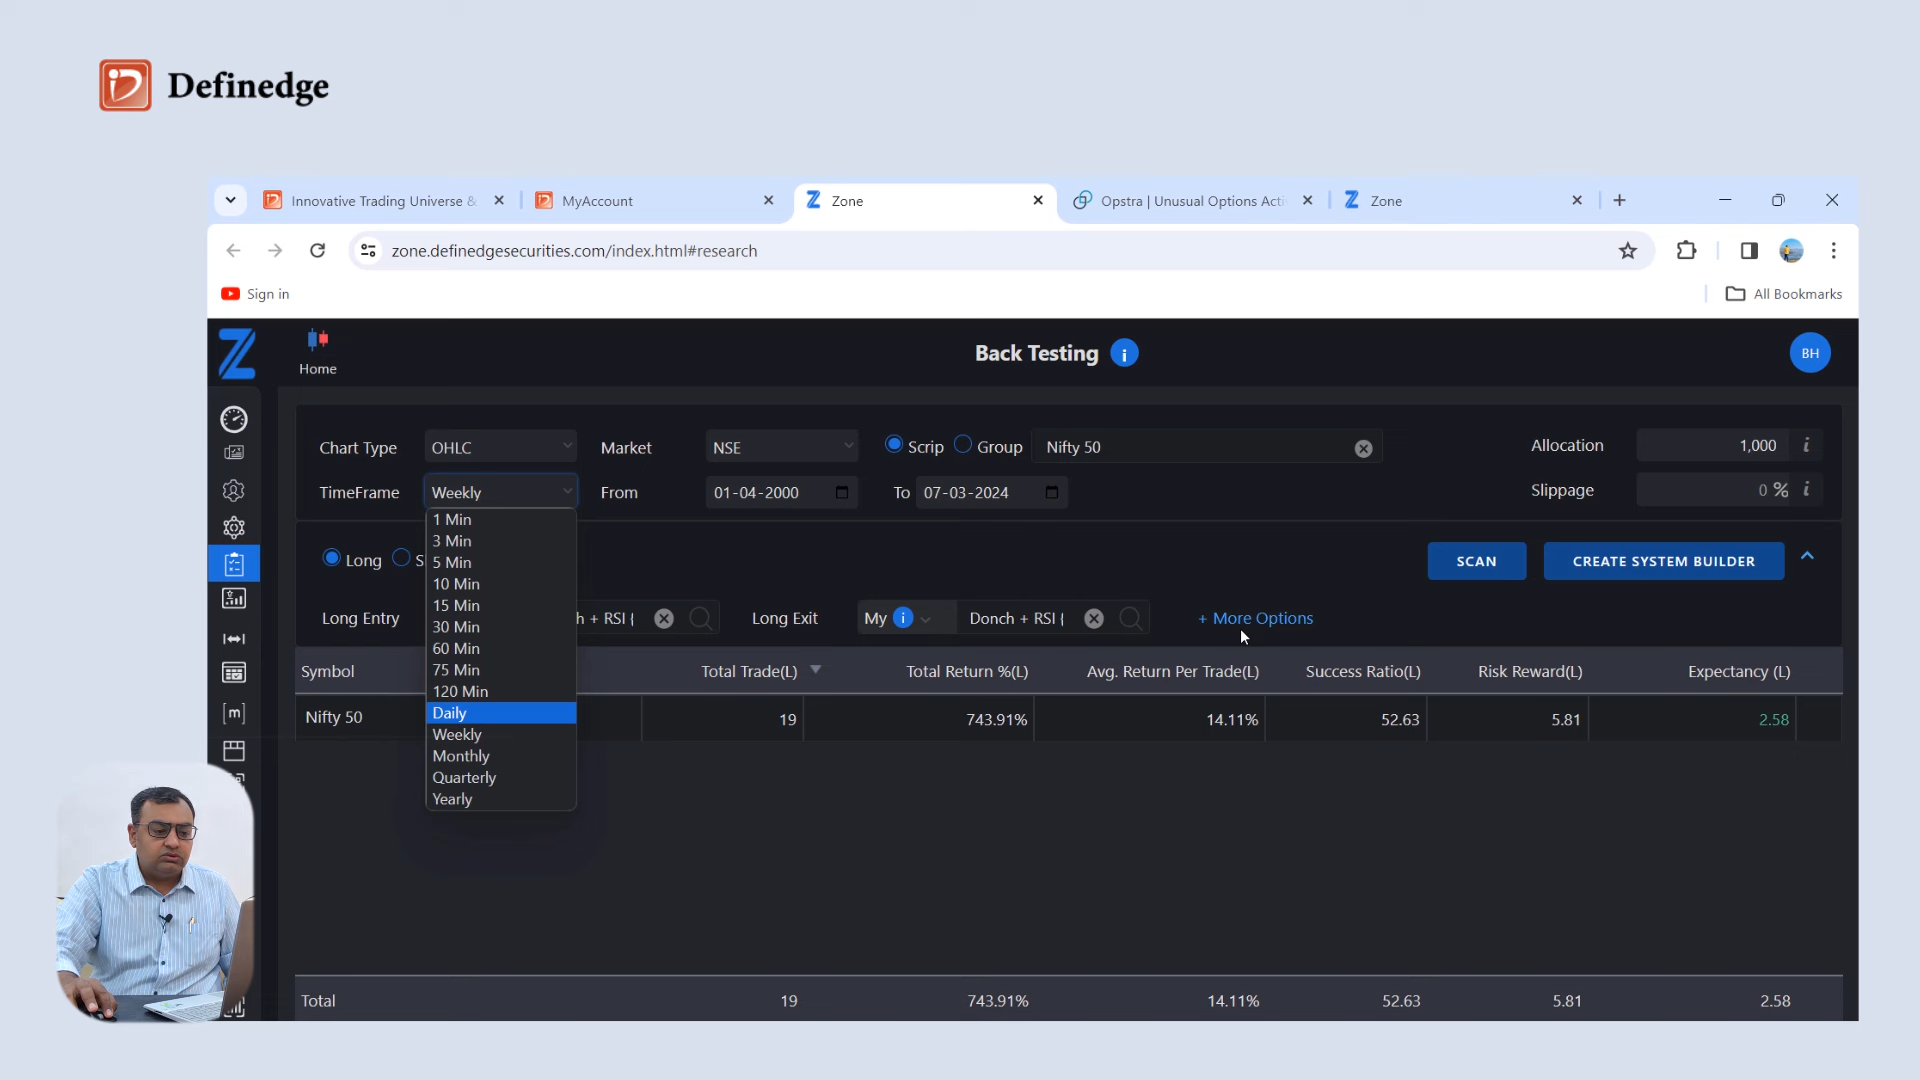 Definedge
Innovative Trading Universe &
MyAccount
Zone
Opstra | Unusual Options Acti
Zone
zone.definedgesecurities.com/index.html#research
Sign in
All Bookmarks
Home
Back Testing
BH
Chart Type
OHLC
Market
NSE
Scrip
Group
Nifty 50
Allocation
1,000
TimeFrame
Weekly
From
01-04-2000
To
07-03-2024
Slippage
0 %
1 Min
3 Min
5 Min
10 Min
15 Min
30 Min
60 Min
75 Min
120 Min
Daily
Weekly
Monthly
Quarterly
Yearly
Long
S
SCAN
CREATE SYSTEM BUILDER
Long Entry
h + RSI (
Long Exit
My
Donch + RSI (
+ More Options
Symbol
Total Trade(L)
Total Return %(L)
Avg. Return Per Trade(L)
Success Ratio(L)
Risk Reward(L)
Expectancy (L)
Nifty 50
19
743.91%
14.11%
52.63
5.81
2.58
Total
19
743.91%
14.11%
52.63
5.81
2.58